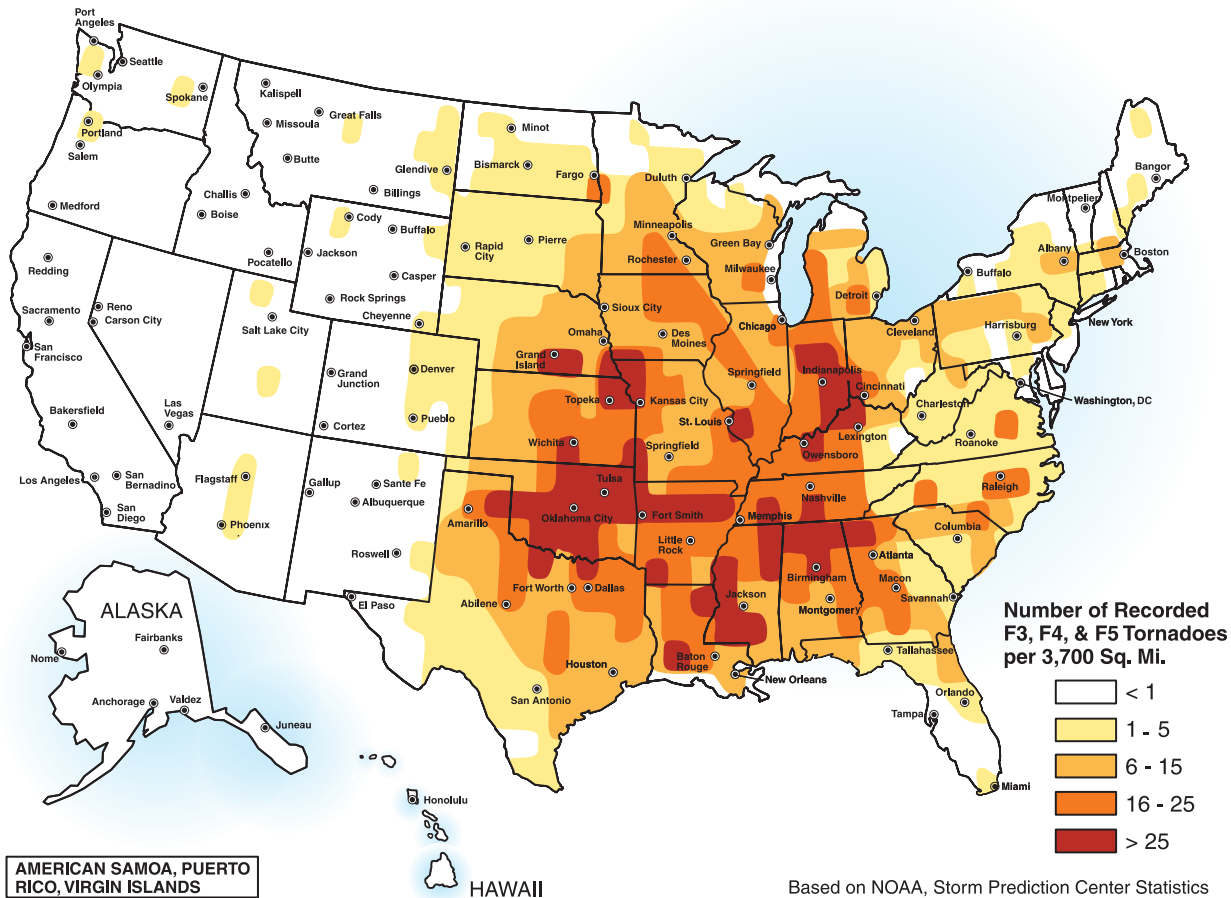 Port
Angeles
Seattle
Olympia
Spokane
Portland
Salem
Medford
Kalispell
Great Falls
Missoula
Butte
Glendive
Billings
Challis
Boise
Pocatello
Cody
Buffalo
Jackson
Casper
Rock Springs
Cheyenne
Minot
Bismarck
Fargo
Pierre
Rapid
City
Duluth
Minneapolis
Rochester
Green Bay
Milwaukee
Sioux City
Des
Moines
Omaha
Grand
Island
Chicago
Detroit
Cleveland
Buffalo
Albany
Montpelier
Bangor
Boston
New York
Harrisburg
Washington, DC
Redding
Sacramento
San
Francisco
Reno
Carson City
Bakersfield
Las
Vegas
Los Angeles
San
Bernadino
San
Diego
Salt Lake City
Grand
Junction
Cortez
Denver
Pueblo
Flagstaff
Phoenix
Gallup
Sante Fe
Albuquerque
Roswell
El Paso
Topeka
Kansas City
Wichita
St. Louis
Springfield
Springfield
Indianapolis
Cincinnati
Charleston
Lexington
Owensboro
Roanoke
Raleigh
Nashville
Memphis
Columbia
Tulsa
Oklahoma City
Fort Smith
Little
Rock
Amarillo
Fort Worth
Dallas
Abilene
Houston
San Antonio
Jackson
Baton
Rouge
New Orleans
Birmingham
Montgomery
Atlanta
Macon
Savannah
Tallahassee
Orlando
Tampa
Miami
ALASKA
Fairbanks
Nome
Anchorage
Valdez
Juneau
Honolulu
HAWAII
AMERICAN SAMOA, PUERTO
RICO, VIRGIN ISLANDS
Number of Recorded
F3, F4, & F5 Tornadoes
per 3,700 Sq. Mi.
< 1
1 - 5
6 - 15
16 - 25
> 25
Based on NOAA, Storm Prediction Center Statistics